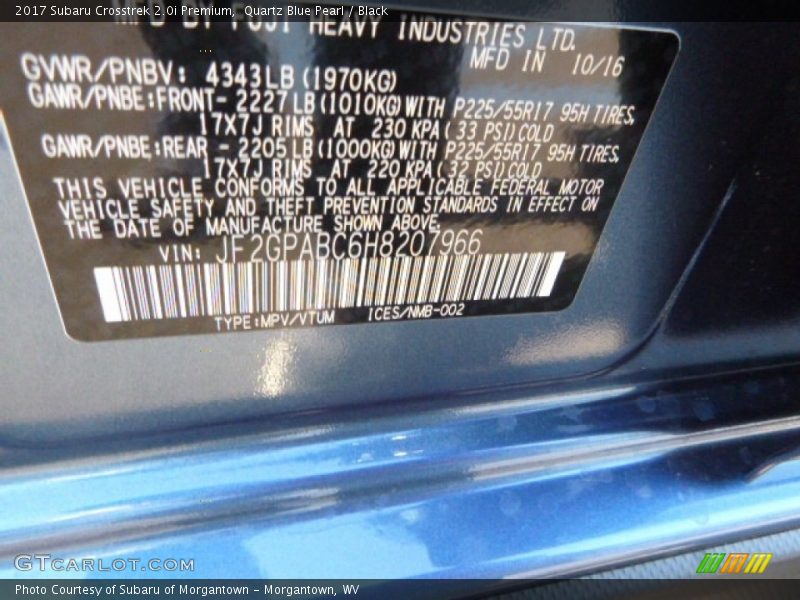 2017 Subaru Crosstrek 2.0i Premium, Quartz Blue Pearl / Black
MFD BY FUJI HEAVY INDUSTRIES LTD.
MFD IN 10/16
GVWR/PNBV: 4343LB (1970KG)
GAWR/PNBE:FRONT- 2227 LB (1010KG) WITH P225/55R17 95H TIRES,
17X7J RIMS AT 230 KPA ( 33 PSI) COLD
GAWR/PNBE:REAR - 2205 LB (1000KG) WITH P225/55R17 95H TIRES,
17X7J RIMS AT 220 KPA ( 32 PSI) COLD
THIS VEHICLE CONFORMS TO ALL APPLICABLE FEDERAL MOTOR
VEHICLE SAFETY AND THEFT PREVENTION STANDARDS IN EFFECT ON
THE DATE OF MANUFACTURE SHOWN ABOVE.
VIN: JF2GPABC6H8207966
TYPE:MPV/VTUM ICES/NMB-002
GTCARLOT.COM
Photo Courtesy of Subaru of Morgantown - Morgantown, WV